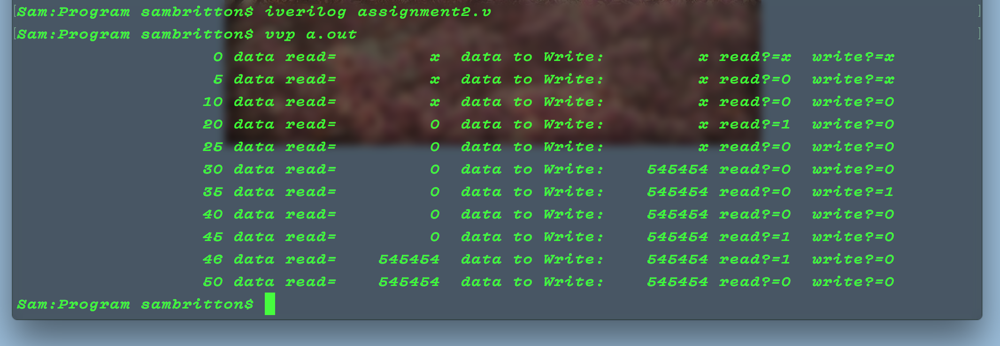 [Sam:Program sambritton$ iverilog assignment2.v ]
[Sam:Program sambritton$ vvp a.out ]
0 data read= x data to Write: x read?=x write?=x
5 data read= x data to Write: x read?=0 write?=x
10 data read= x data to Write: x read?=0 write?=0
20 data read= 0 data to Write: x read?=1 write?=0
25 data read= 0 data to Write: x read?=0 write?=0
30 data read= 0 data to Write: 545454 read?=0 write?=0
35 data read= 0 data to Write: 545454 read?=0 write?=1
40 data read= 0 data to Write: 545454 read?=0 write?=0
45 data read= 0 data to Write: 545454 read?=1 write?=0
46 data read= 545454 data to Write: 545454 read?=1 write?=0
50 data read= 545454 data to Write: 545454 read?=0 write?=0
Sam:Program sambritton$